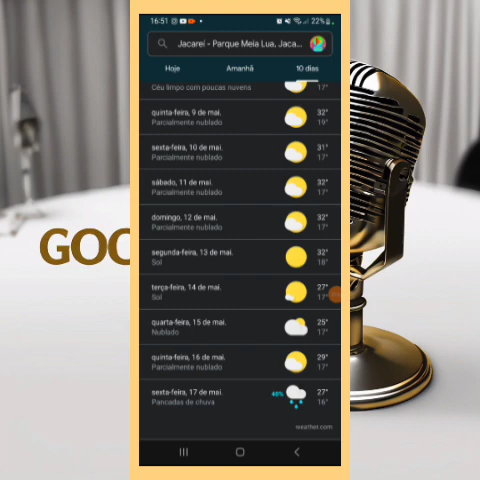 16:51
22%
Jacareí - Parque Meia Lua, Jaca...
Hoje
Amanhã
10 dias
Céu limpo com poucas nuvens
17°
quinta-feira, 9 de mai.
Parcialmente nublado
32°
19°
sexta-feira, 10 de mai.
Parcialmente nublado
31°
17°
sábado, 11 de mai.
Parcialmente nublado
32°
17°
domingo, 12 de mai.
Parcialmente nublado
32°
17°
GOO
segunda-feira, 13 de mai.
Sol
32°
18°
terça-feira, 14 de mai.
Sol
27°
17°
quarta-feira, 15 de mai.
Nublado
25°
17°
quinta-feira, 16 de mai.
Parcialmente nublado
29°
17°
sexta-feira, 17 de mai.
Pancadas de chuva
45%
27°
16°
weather.com